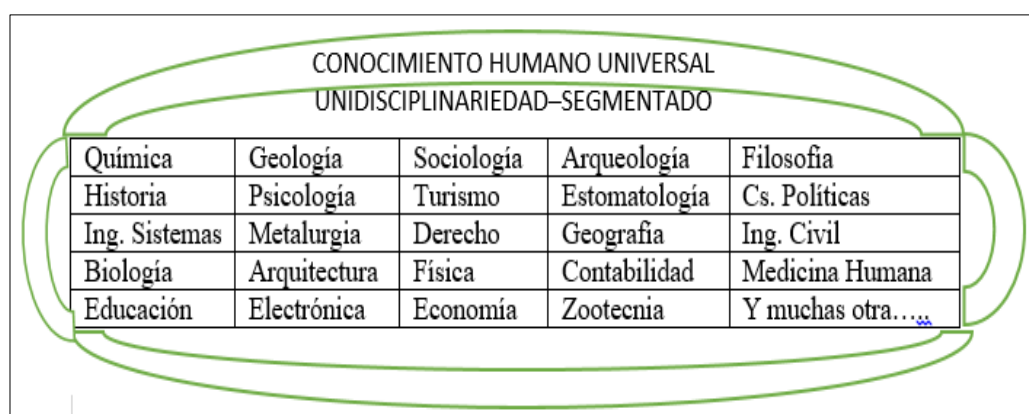 CONOCIMIENTO HUMANO UNIVERSAL
UNIDISCIPLINARIEDAD–SEGMENTADO
Química Geología Sociología Arqueología Filosofía
Historia Psicología Turismo Estomatología Cs. Políticas
Ing. Sistemas Metalurgia Derecho Geografía Ing. Civil
Biología Arquitectura Física Contabilidad Medicina Humana
Educación Electrónica Economía Zootecnia Y muchas otra…..